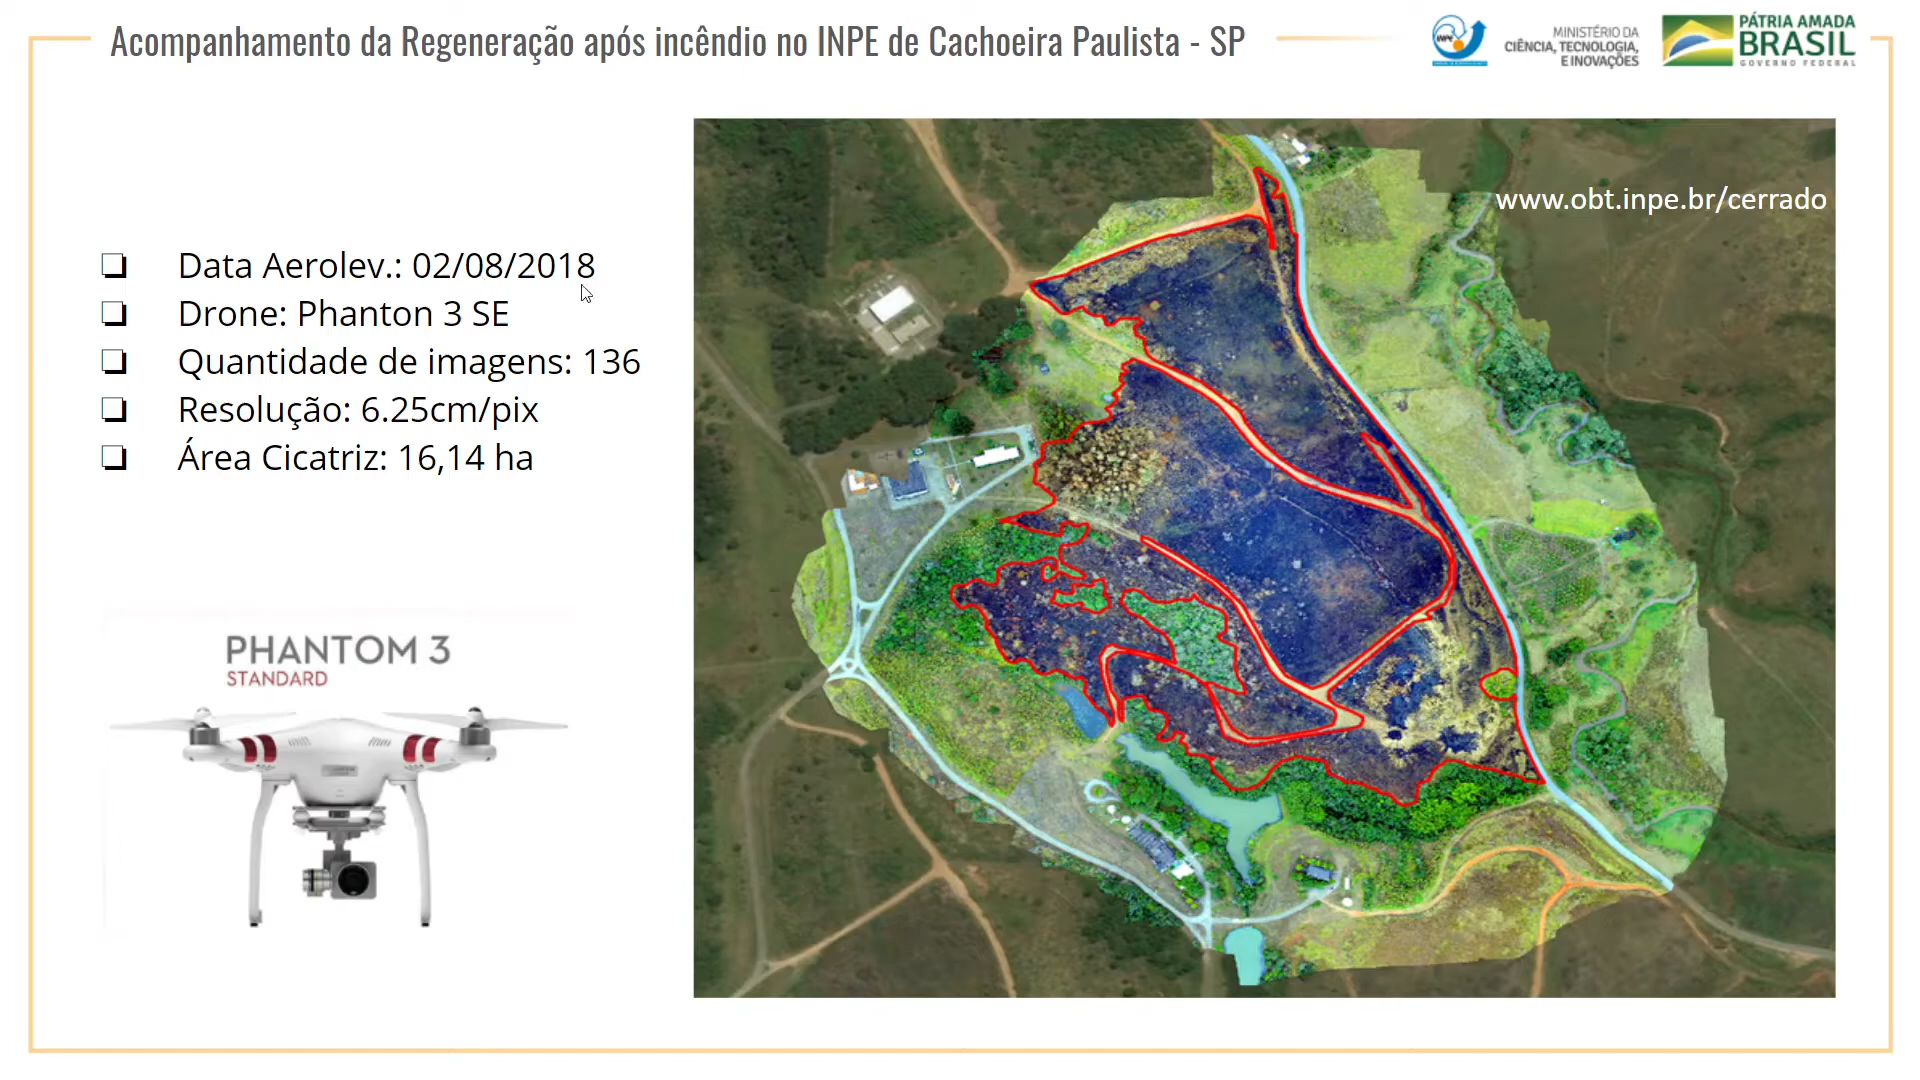 Acompanhamento da Regeneração após incêndio no INPE de Cachoeira Paulista - SP
INPE
MINISTÉRIO DA
CIÊNCIA, TECNOLOGIA,
E INOVAÇÕES
PÁTRIA AMADA
BRASIL
GOVERNO FEDERAL
www.obt.inpe.br/cerrado
Data Aerolev.: 02/08/2018
Drone: Phanton 3 SE
Quantidade de imagens: 136
Resolução: 6.25cm/pix
Área Cicatriz: 16,14 ha
PHANTOM 3
STANDARD